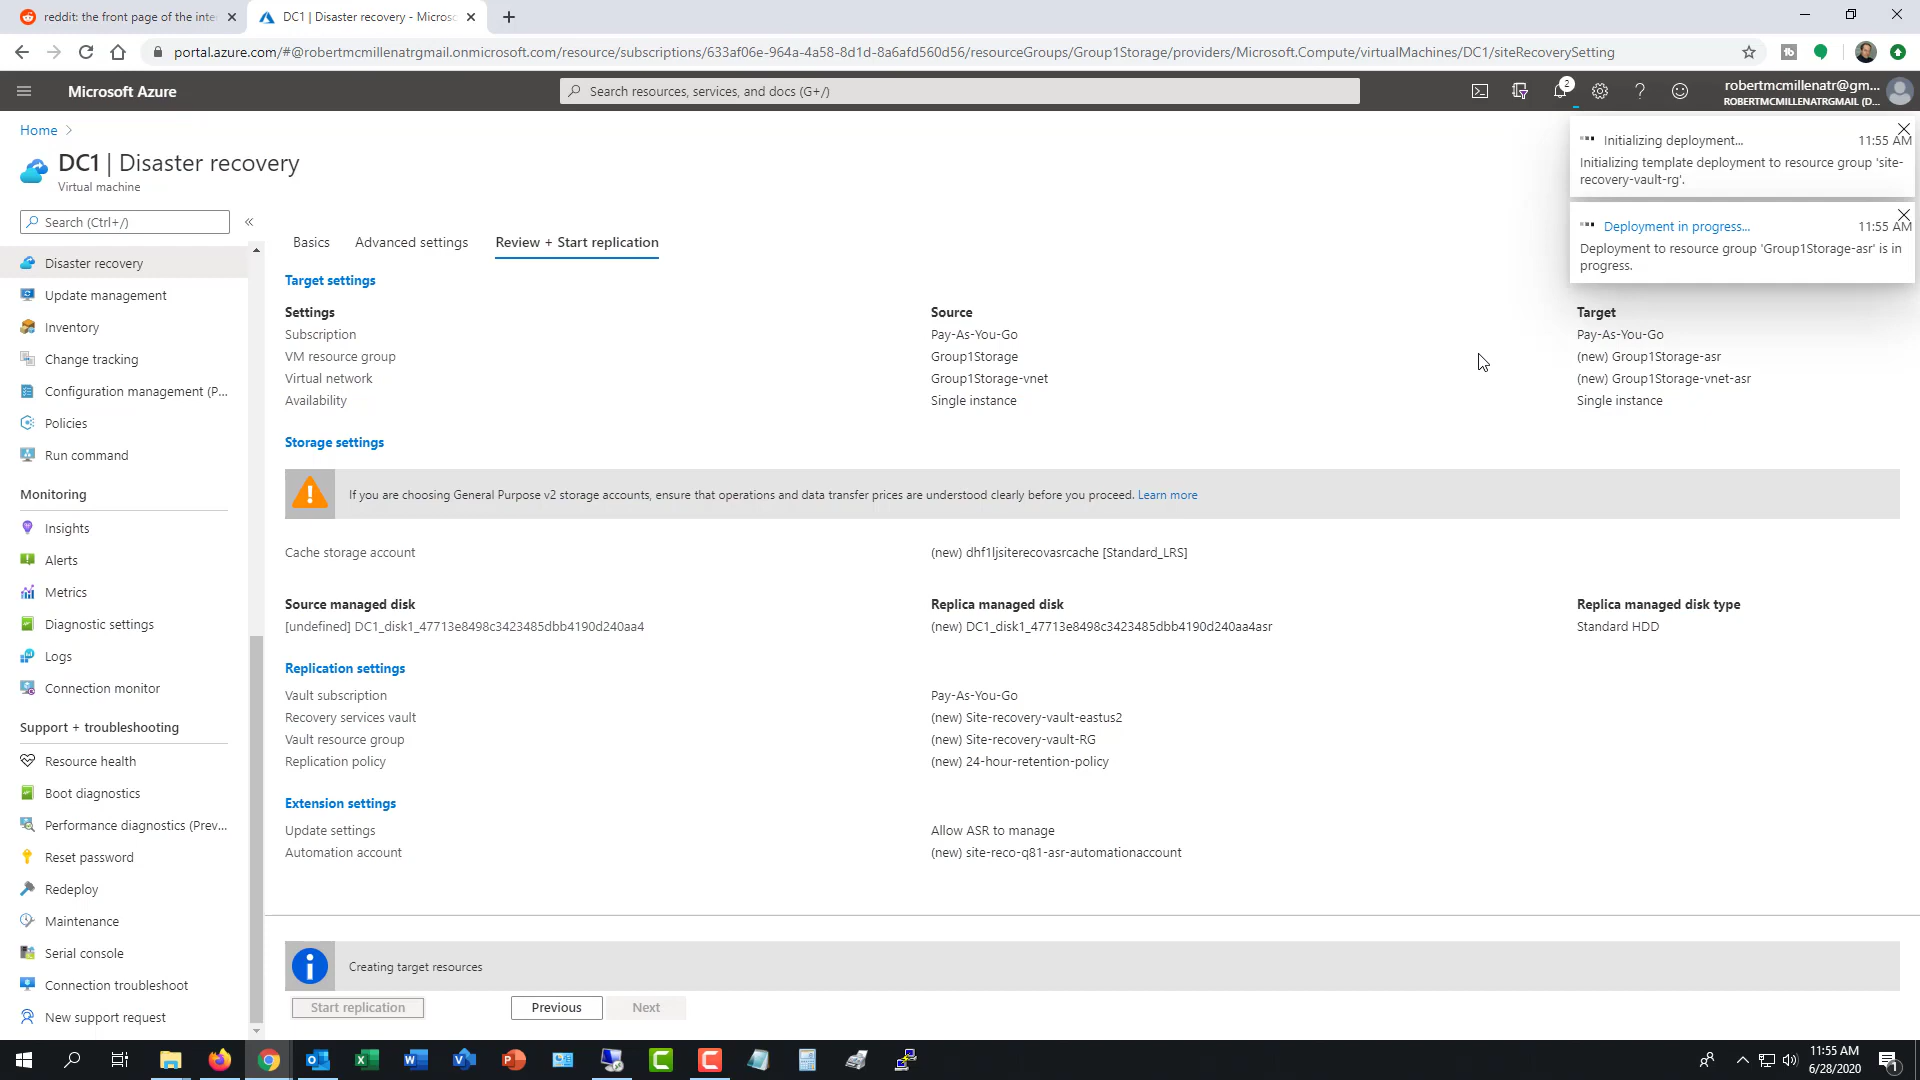 reddit: the front page of the inte
DC1 | Disaster recovery - Microso
portal.azure.com/#@robertmcmillenatrgmail.onmicrosoft.com/resource/subscriptions/633af06e-964a-4a58-8d1d-8a6afd560d56/resourceGroups/Group1Storage/providers/Microsoft.Compute/virtualMachines/DC1/siteRecoverySetting
Microsoft Azure
Search resources, services, and docs (G+/)
2
robertmcmillenatr@gm...
ROBERTMCMILLENATRGMAIL (D...
Home
DC1 | Disaster recovery
Virtual machine
Initializing deployment...
11:55 AM
Initializing template deployment to resource group 'site-
recovery-vault-rg'.
Deployment in progress...
11:55 AM
Deployment to resource group 'Group1Storage-asr' is in
progress.
Search (Ctrl+/)
Disaster recovery
Update management
Inventory
Change tracking
Configuration management (P...
Policies
Run command
Monitoring
Insights
Alerts
Metrics
Diagnostic settings
Logs
Connection monitor
Support + troubleshooting
Resource health
Boot diagnostics
Performance diagnostics (Prev...
Reset password
Redeploy
Maintenance
Serial console
Connection troubleshoot
New support request
Basics
Advanced settings
Review + Start replication
Target settings
Settings Source Target
Subscription Pay-As-You-Go Pay-As-You-Go
VM resource group Group1Storage (new) Group1Storage-asr
Virtual network Group1Storage-vnet (new) Group1Storage-vnet-asr
Availability Single instance Single instance
Storage settings
If you are choosing General Purpose v2 storage accounts, ensure that operations and data transfer prices are understood clearly before you proceed. Learn more
Cache storage account (new) dhf1ljsiterecovasrcache [Standard_LRS]
Source managed disk Replica managed disk Replica managed disk type
[undefined] DC1_disk1_47713e8498c3423485dbb4190d240aa4 (new) DC1_disk1_47713e8498c3423485dbb4190d240aa4asr Standard HDD
Replication settings
Vault subscription Pay-As-You-Go
Recovery services vault (new) Site-recovery-vault-eastus2
Vault resource group (new) Site-recovery-vault-RG
Replication policy (new) 24-hour-retention-policy
Extension settings
Update settings Allow ASR to manage
Automation account (new) site-reco-q81-asr-automationaccount
Creating target resources
Start replication
Previous
Next
11:55 AM
6/28/2020
1